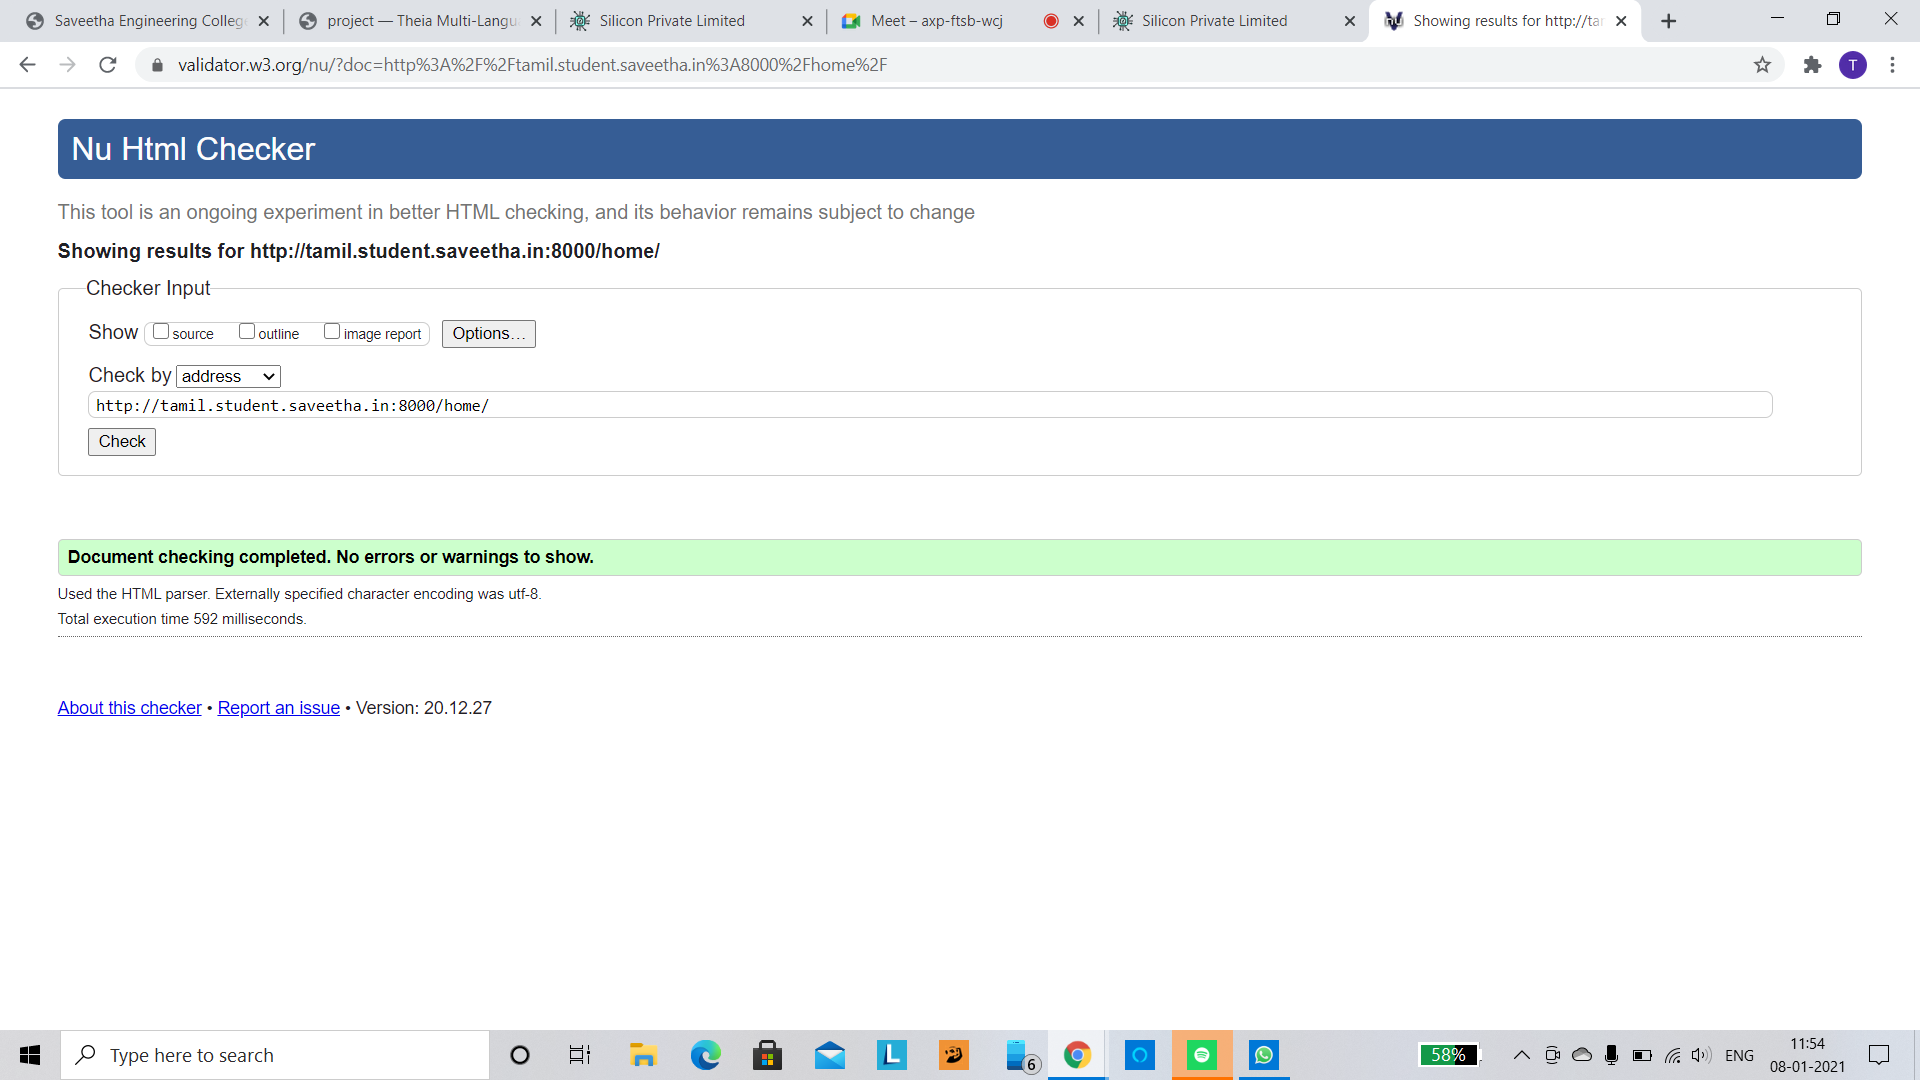 Saveetha Engineering Colleg
project — Theia Multi-Langu
Silicon Private Limited
Meet – axp-ftsb-wcj
Silicon Private Limited
Showing results for http://tar
validator.w3.org/nu/?doc=http%3A%2F%2Ftamil.student.saveetha.in%3A8000%2Fhome%2F
T
Nu Html Checker
This tool is an ongoing experiment in better HTML checking, and its behavior remains subject to change
Showing results for http://tamil.student.saveetha.in:8000/home/
Checker Input
Show source outline image report Options...
Check by address
http://tamil.student.saveetha.in:8000/home/
Check
Document checking completed. No errors or warnings to show.
Used the HTML parser. Externally specified character encoding was utf-8.
Total execution time 592 milliseconds.
About this checker • Report an issue • Version: 20.12.27
Type here to search
L
6
58%
ENG
11:54
08-01-2021